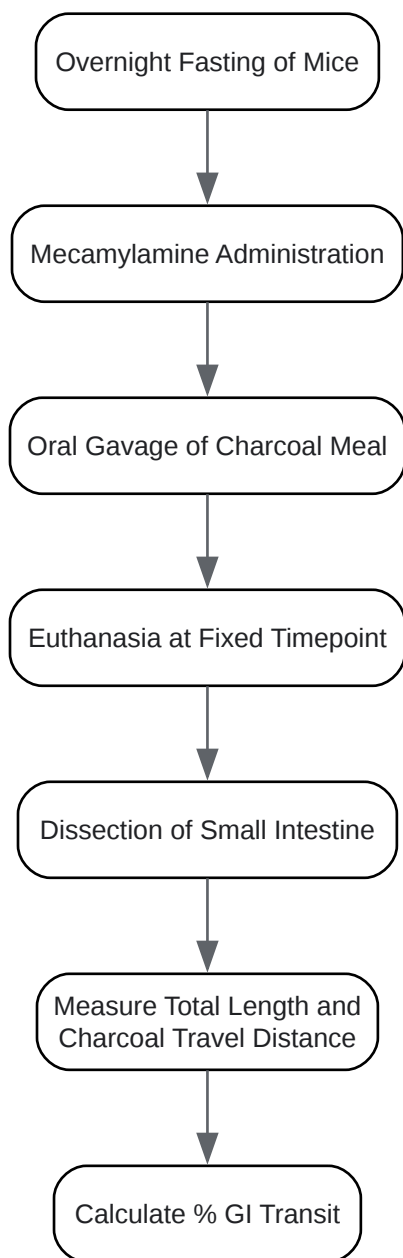 Overnight Fasting of Mice
Mecamylamine Administration
Oral Gavage of Charcoal Meal
Euthanasia at Fixed Timepoint
Dissection of Small Intestine
Measure Total Length and
Charcoal Travel Distance
Calculate % GI Transit